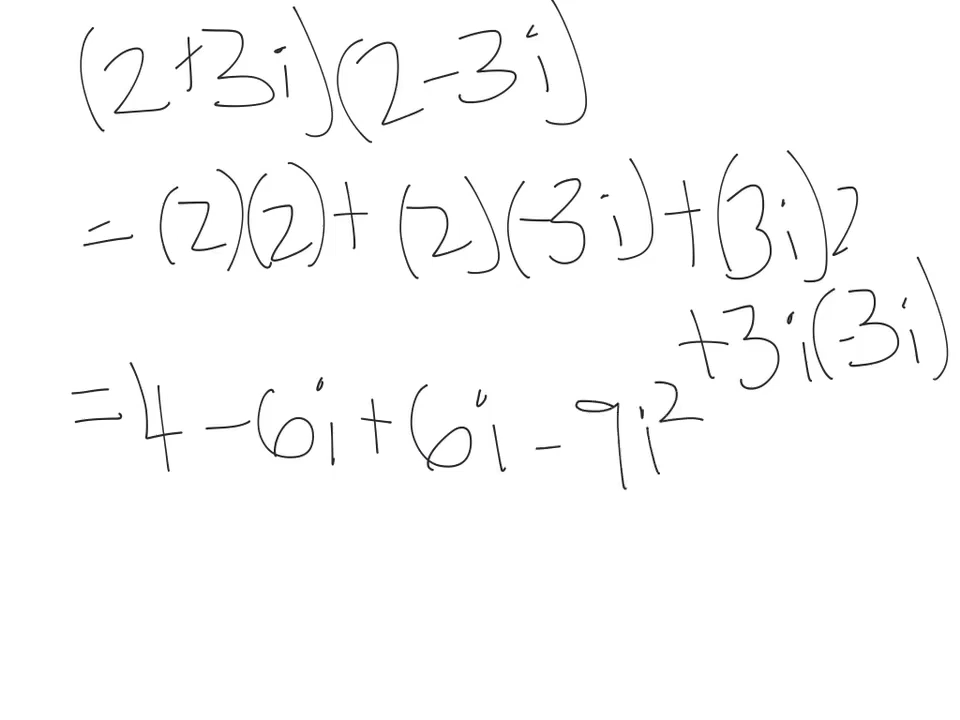 (2+3i)(2-3i)
= (2)(2) + (2)(-3i) + (3i)2
+3i(-3i)
= 4 - 6i + 6i - 9i²